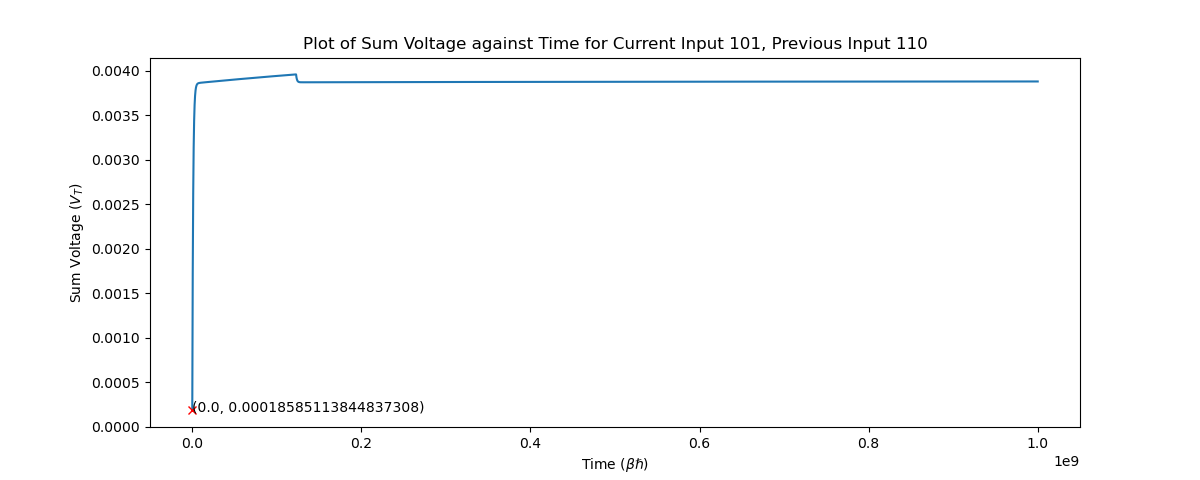 Plot of Sum Voltage against Time for Current Input 101, Previous Input 110
Sum Voltage (V_T)
0.0040
0.0035
0.0030
0.0025
0.0020
0.0015
0.0010
0.0005
0.0000
(0.0, 0.00018585113844837308)
0.0 0.2 0.4 0.6 0.8 1.0
1e9
Time (βℏ)